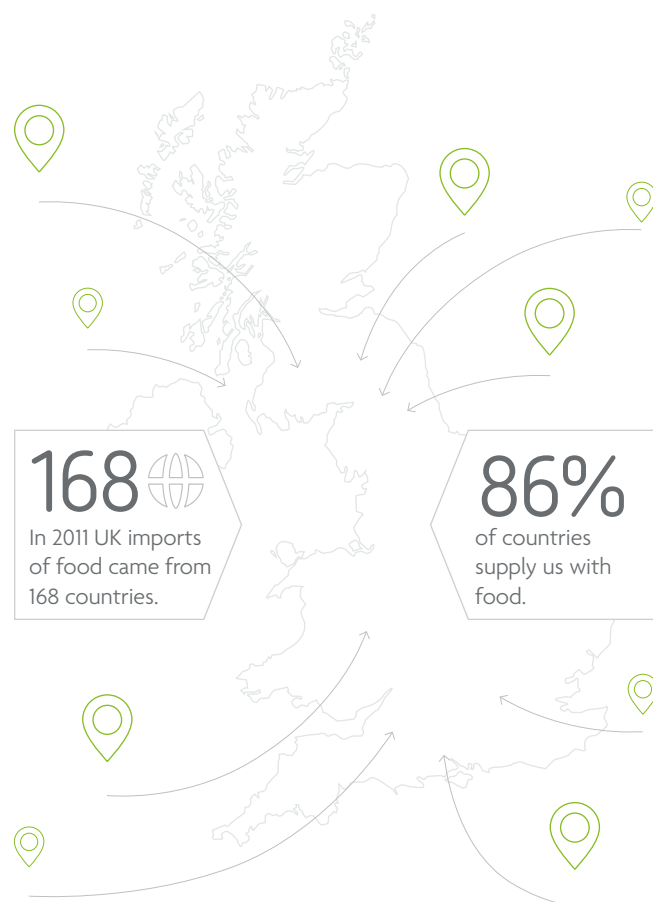 168
In 2011 UK imports
of food came from
168 countries.
86%
of countries
supply us with
food.